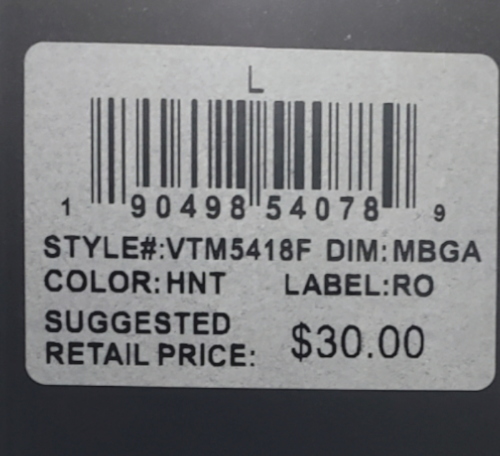 L
1 90498 54078 9
STYLE#:VTM5418F DIM:MBGA
COLOR:HNT LABEL:RO
SUGGESTED
RETAIL PRICE: $30.00